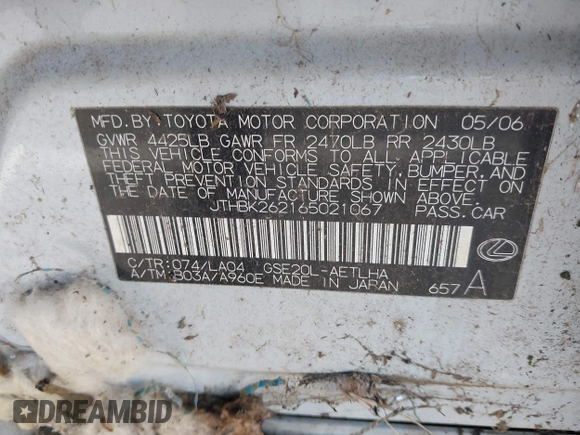 MFD.BY TOYOTA MOTOR CORPORATION 05/06
GVWR 4425LB GAWR FR 2470LB RR 2430LB
THIS VEHICLE CONFORMS TO ALL APPLICABLE
FEDERAL MOTOR VEHICLE SAFETY,BUMPER,AND
THEFT PREVENTION STANDARDS IN EFFECT ON
THE DATE OF MANUFACTURE SHOWN ABOVE.
JTHBK262165021067 PASS.CAR
C/TR:074/LA04 GSE20L-AETLHA
A/TM:B03A/A960E MADE IN JAPAN
657 A
DREAMBID